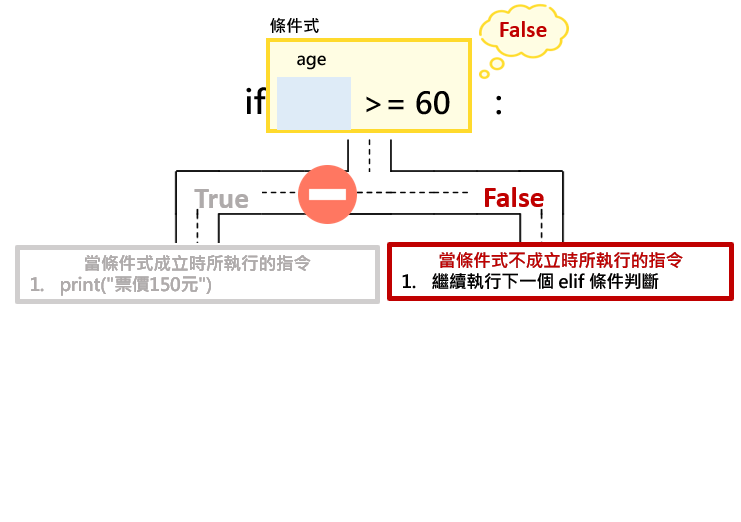 條件式
False
age
if >= 60 :
True
False
當條件式成立時所執行的指令
1. print("票價150元")
當條件式不成立時所執行的指令
1. 繼續執行下一個 elif 條件判斷